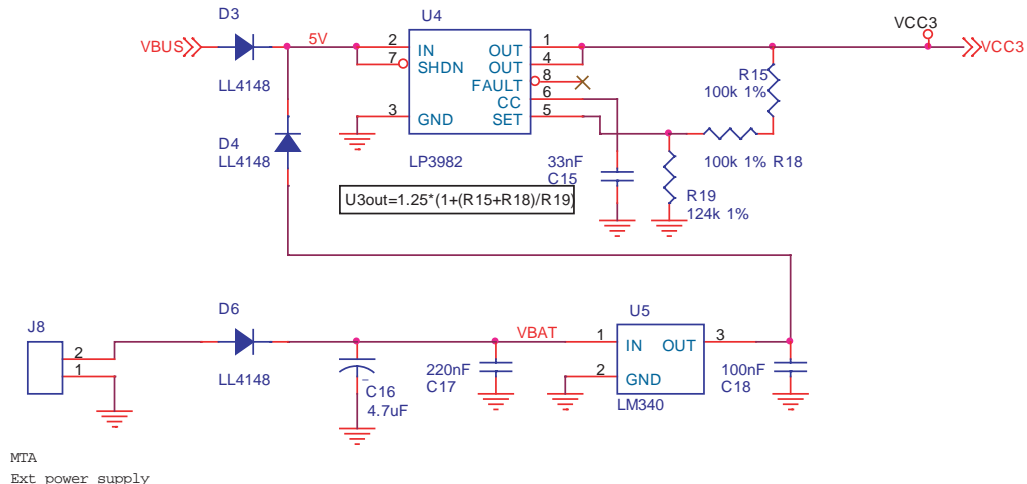 D3
U4
VCC3
VBUS
5V
2
IN
OUT
1
VCC3
7
SHDN
OUT
4
LL4148
FAULT
8
R15
100k 1%
CC
6
3
GND
SET
5
D4
LL4148
LP3982
33nF
C15
100k 1% R18
U3out=1.25*(1+(R15+R18)/R19)
R19
124k 1%
D6
U5
J8
VBAT
1
IN
OUT
3
2
1
LL4148
C16
4.7uF
220nF
C17
2
GND
100nF
C18
LM340
MTA
Ext power supply